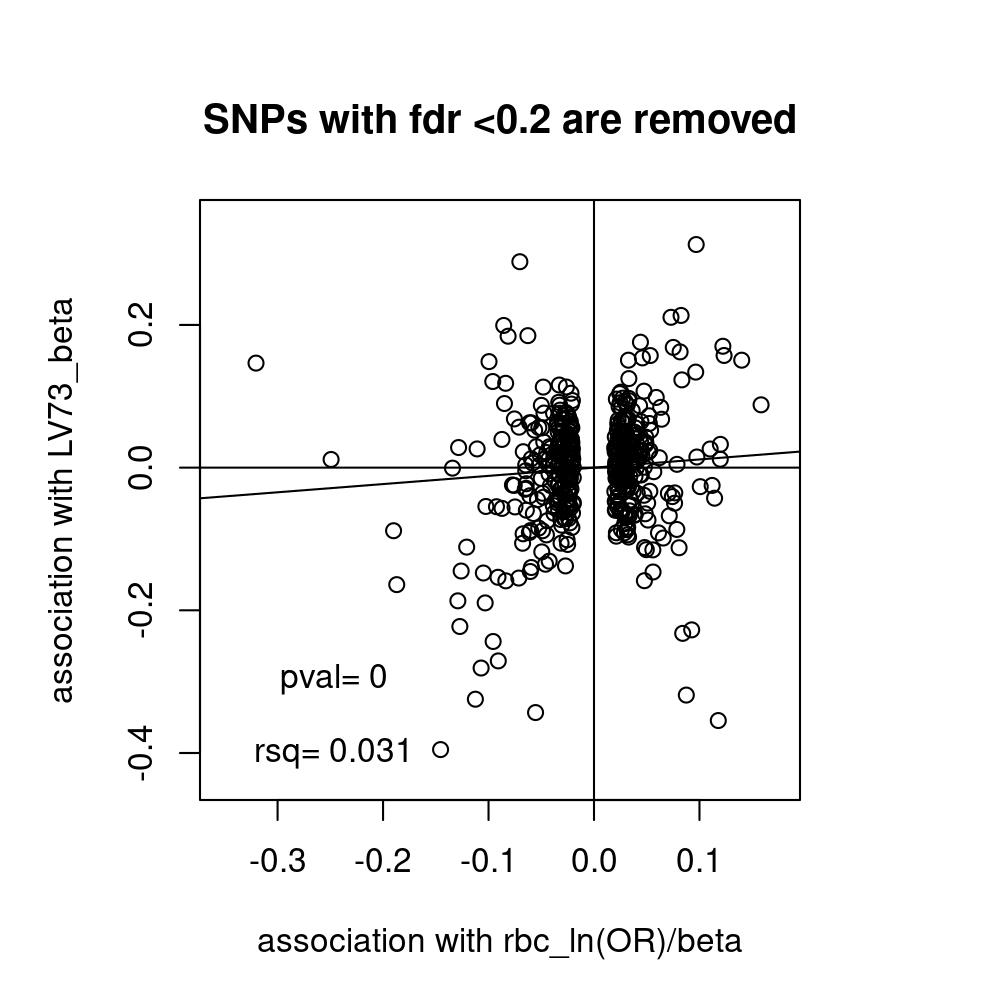 SNPs with fdr <0.2 are removed
association with LV73_beta
0.2
0.0
-0.2
-0.4
pval= 0
rsq= 0.031
-0.3 -0.2 -0.1 0.0 0.1
association with rbc_ln(OR)/beta